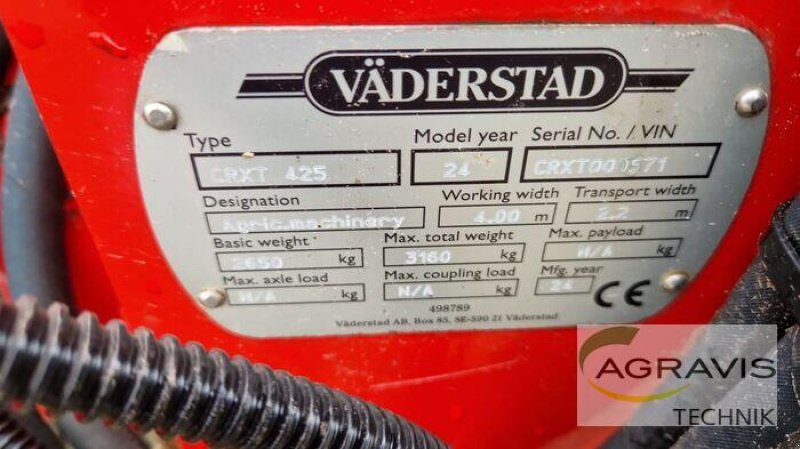 VÄDERSTAD
Type Model year Serial No. / VIN
CRXT 425 24 CRXT000571
Designation Working width Transport width
Agric.machinery 4.00 m 2.2 m
Basic weight Max. total weight Max. payload
2650 kg 3160 kg N/A kg
Max. axle load Max. coupling load Mfg. year
N/A kg N/A kg 24 CE
498789
Väderstad AB, Box 85, SE-590 21 Väderstad
AGRAVIS
TECHNIK